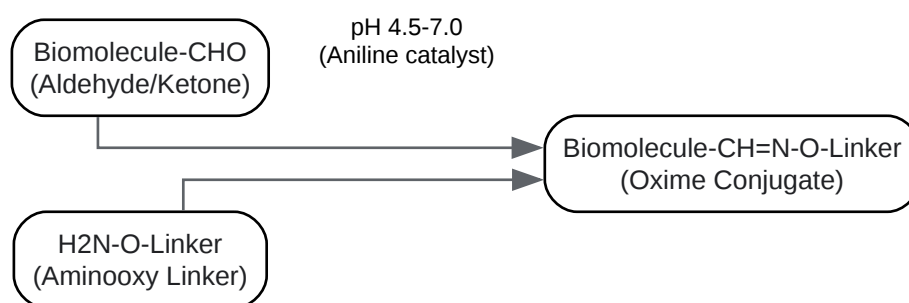 Biomolecule-CHO
(Aldehyde/Ketone)
pH 4.5-7.0
(Aniline catalyst)
Biomolecule-CH=N-O-Linker
(Oxime Conjugate)
H2N-O-Linker
(Aminooxy Linker)